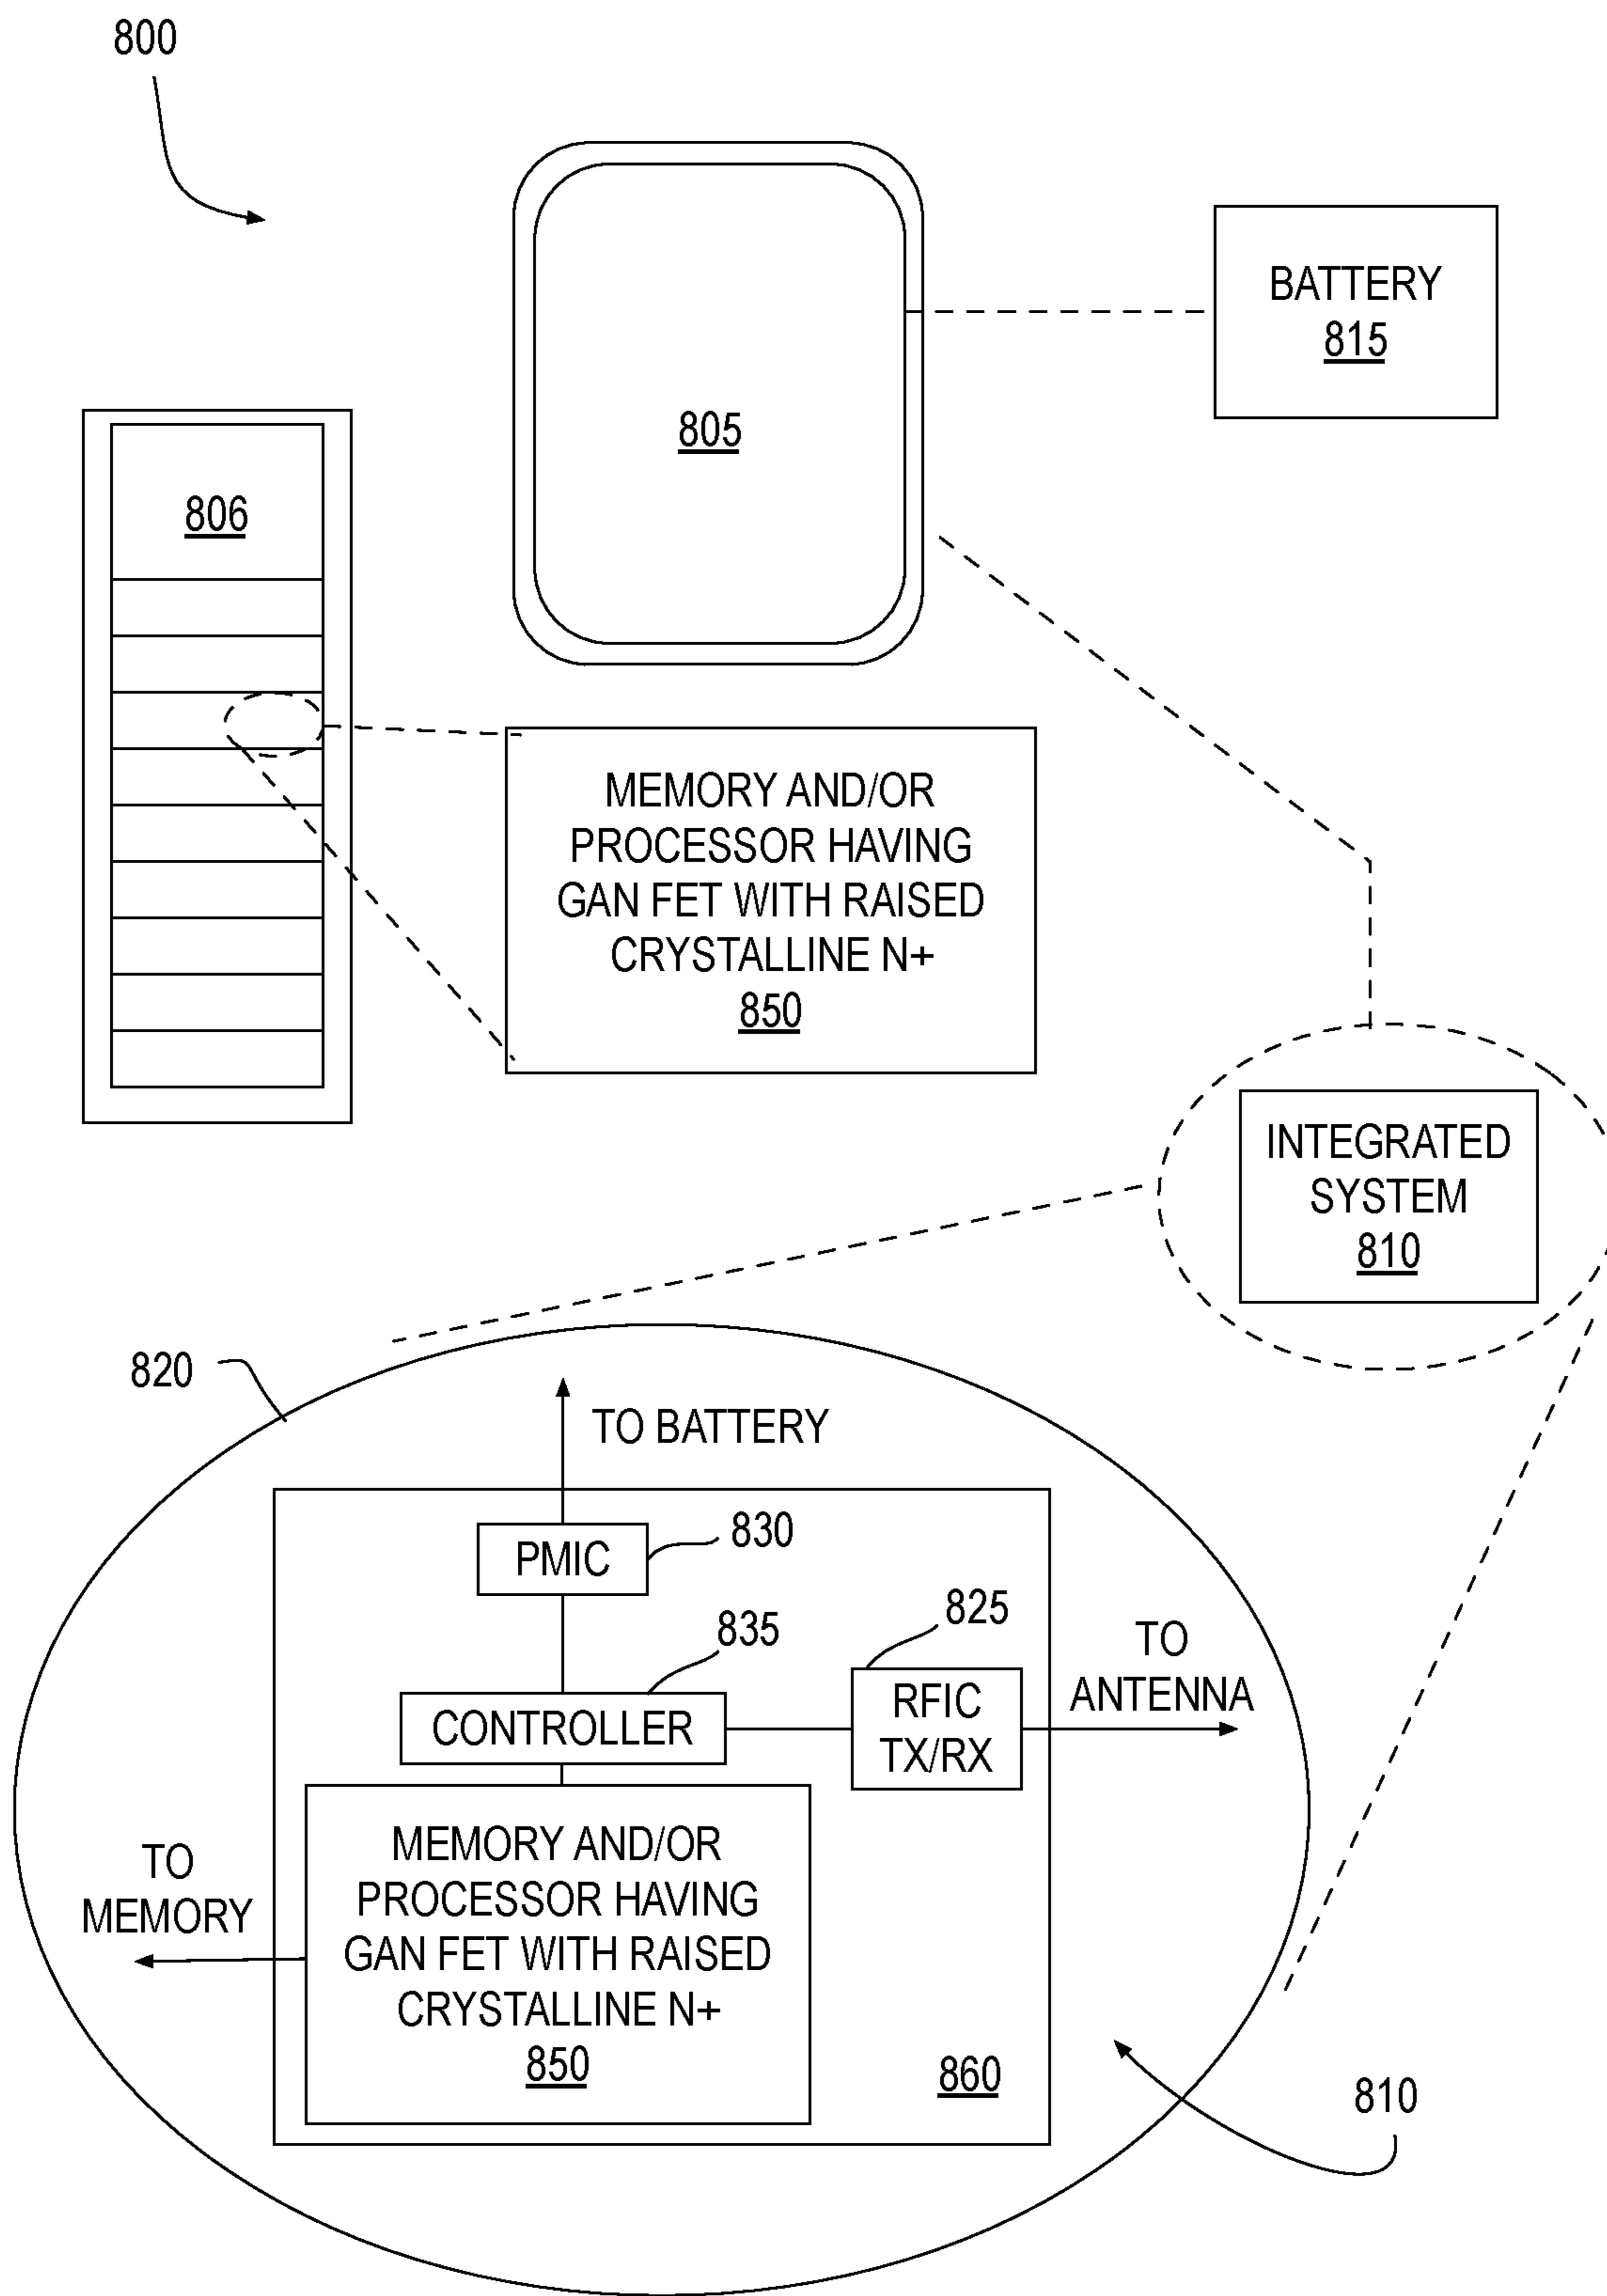 800
BATTERY
815
805
806
MEMORY AND/OR
PROCESSOR HAVING
GAN FET WITH RAISED
CRYSTALLINE N+
850
INTEGRATED
SYSTEM
810
820
TO BATTERY
PMIC
830
835
825
CONTROLLER
RFIC
TX/RX
TO
ANTENNA
MEMORY AND/OR
PROCESSOR HAVING
GAN FET WITH RAISED
CRYSTALLINE N+
850
TO
MEMORY
860
810